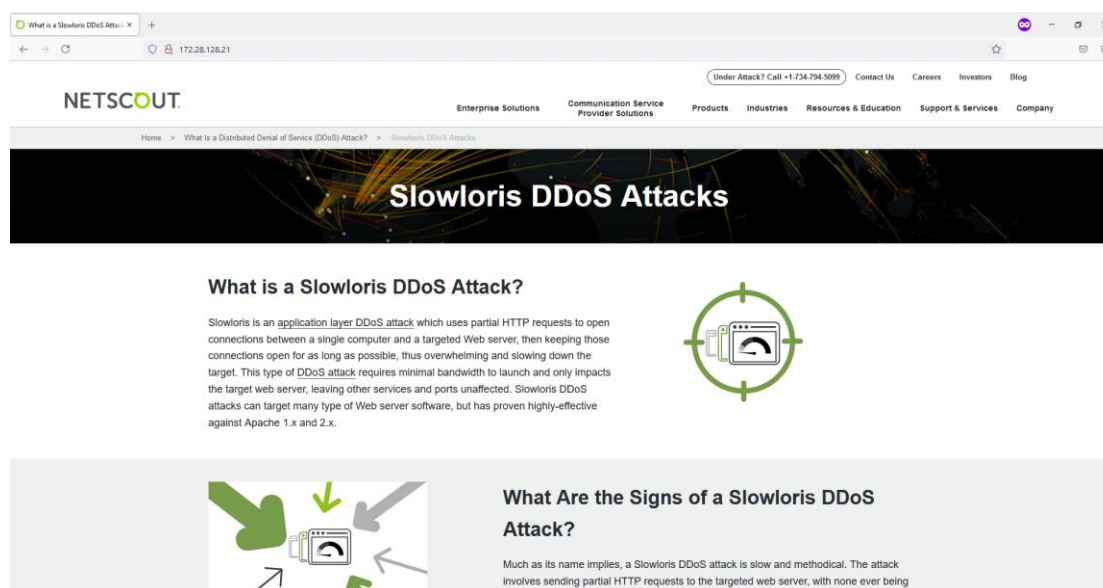 What is a Slowloris DDoS Attac
172.28.128.21
Under Attack? Call +1-734-794-5099 Contact Us Careers Investors Blog
NETSCOUT.
Enterprise Solutions Communication Service Provider Solutions Products Industries Resources & Education Support & Services Company
Home > What is a Distributed Denial of Service (DDoS) Attack? > Slowloris DDoS Attacks
Slowloris DDoS Attacks
What is a Slowloris DDoS Attack?
Slowloris is an application layer DDoS attack which uses partial HTTP requests to open
connections between a single computer and a targeted Web server, then keeping those
connections open for as long as possible, thus overwhelming and slowing down the
target. This type of DDoS attack requires minimal bandwidth to launch and only impacts
the target web server, leaving other services and ports unaffected. Slowloris DDoS
attacks can target many type of Web server software, but has proven highly-effective
against Apache 1.x and 2.x.
What Are the Signs of a Slowloris DDoS
Attack?
Much as its name implies, a Slowloris DDoS attack is slow and methodical. The attack
involves sending partial HTTP requests to the targeted web server, with none ever being